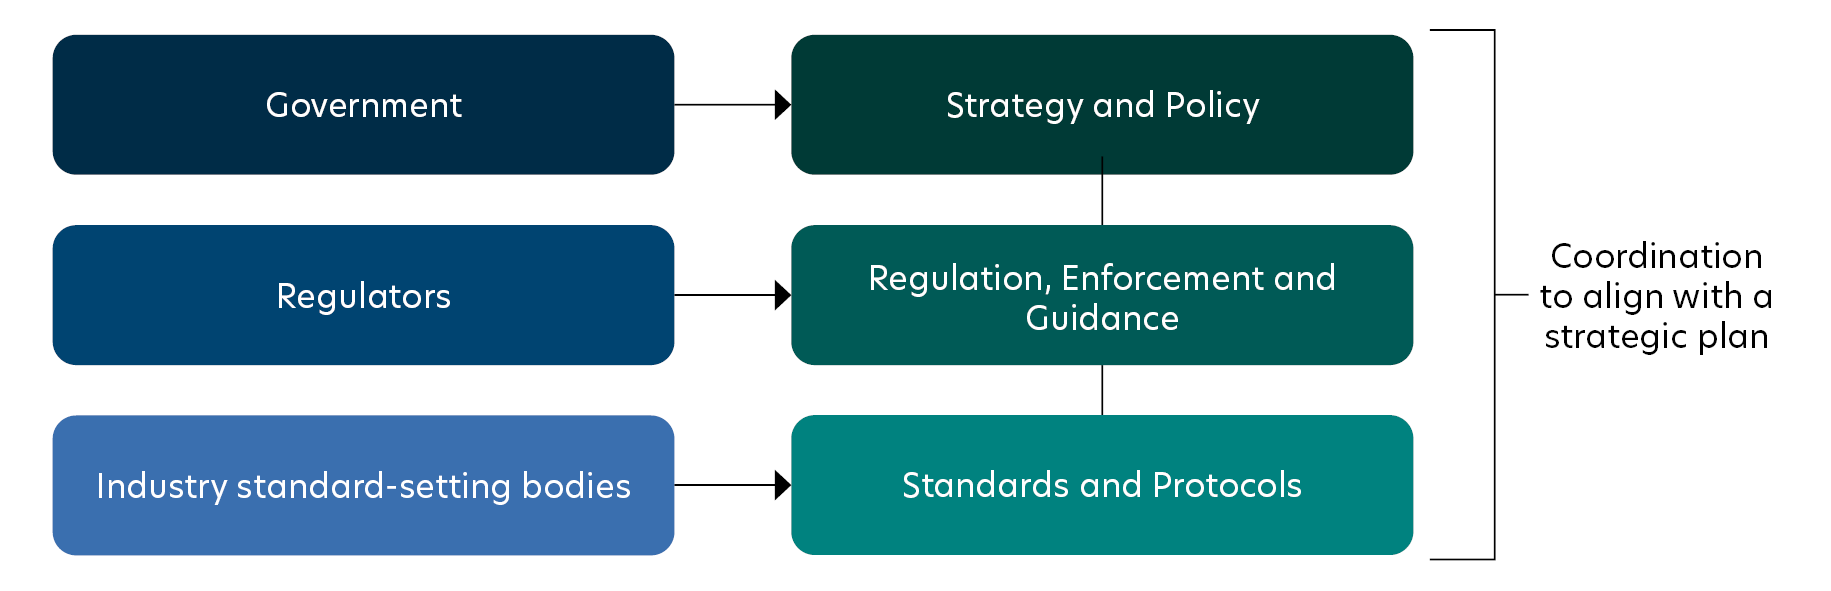 Government
Strategy and Policy
Regulators
Regulation, Enforcement and
Guidance
Industry standard-setting bodies
Standards and Protocols
Coordination
to align with a
strategic plan